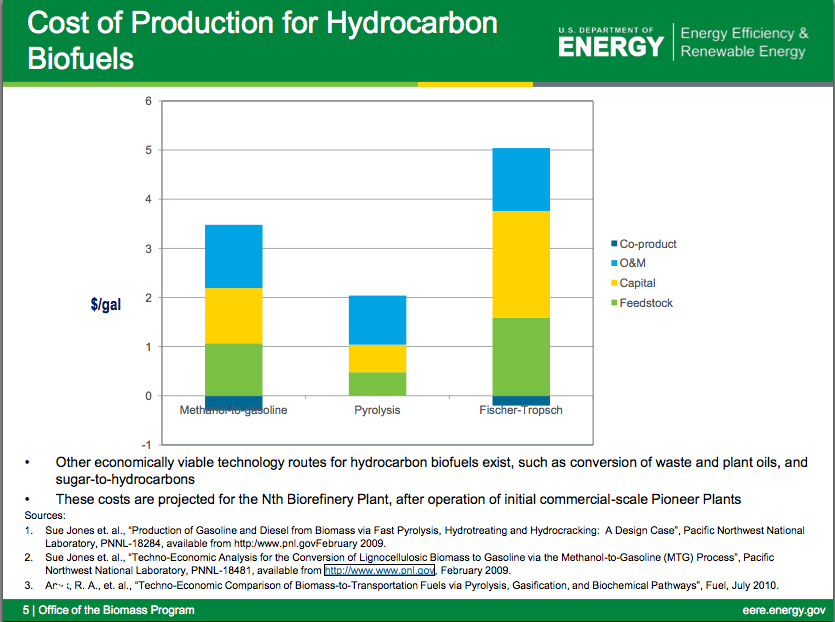 Cost of Production for Hydrocarbon
Biofuels
U.S. DEPARTMENT OF
ENERGY
Energy Efficiency &
Renewable Energy
6
5
4
3
2
1
0
-1
$/gal
Methanol-to-gasoline
Pyrolysis
Fischer-Tropsch
Co-product
O&M
Capital
Feedstock
• Other economically viable technology routes for hydrocarbon biofuels exist, such as conversion of waste and plant oils, and
sugar-to-hydrocarbons
• These costs are projected for the Nth Biorefinery Plant, after operation of initial commercial-scale Pioneer Plants
Sources:
1. Sue Jones et. al., “Production of Gasoline and Diesel from Biomass via Fast Pyrolysis, Hydrotreating and Hydrocracking: A Design Case”, Pacific Northwest National
Laboratory, PNNL-18284, available from http:/www.pnl.govFebruary 2009.
2. Sue Jones et. al., “Techno-Economic Analysis for the Conversion of Lignocellulosic Biomass to Gasoline via the Methanol-to-Gasoline (MTG) Process”, Pacific
Northwest National Laboratory, PNNL-18481, available from http://www.www.pnl.gov, February 2009.
3. R. A., et. al., “Techno-Economic Comparison of Biomass-to-Transportation Fuels via Pyrolysis, Gasification, and Biochemical Pathways”, Fuel, July 2010.
5 | Office of the Biomass Program
eere.energy.gov